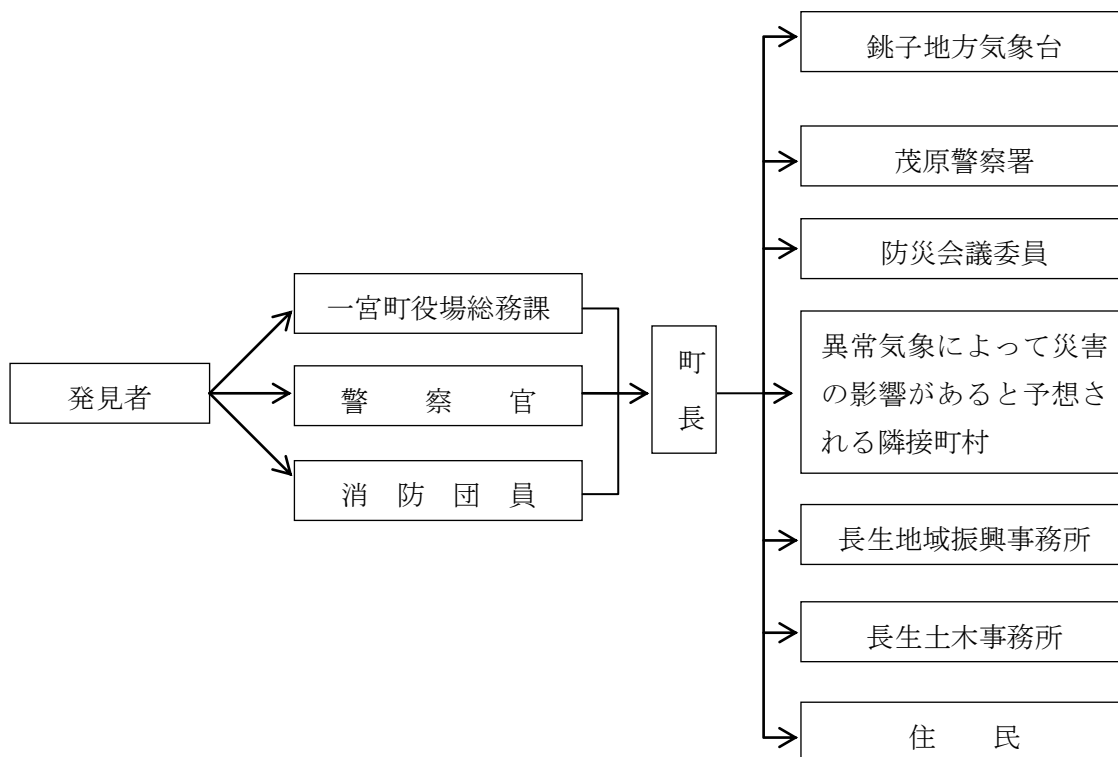 発見者
一宮町役場総務課
警察官
消防団員
町
長
銚子地方気象台
茂原警察署
防災会議委員
異常気象によって災害
の影響があると予想さ
れる隣接町村
長生地域振興事務所
長生土木事務所
住民